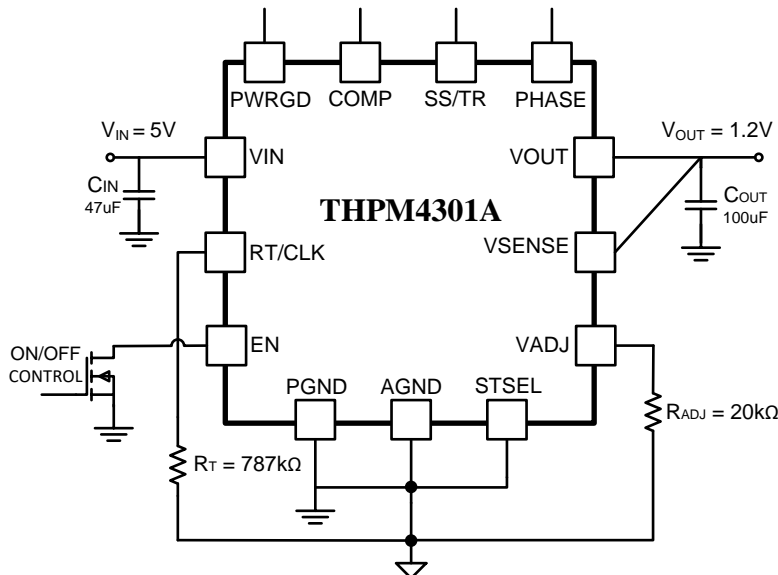 PWRGD COMP SS/TR PHASE
VIN = 5V
VOUT = 1.2V
VIN
VOUT
CIN
47uF
COUT
100uF
THPM4301A
RT/CLK
VSENSE
ON/OFF
CONTROL
EN
VADJ
PGND AGND STSEL
RADJ = 20kΩ
RT = 787kΩ